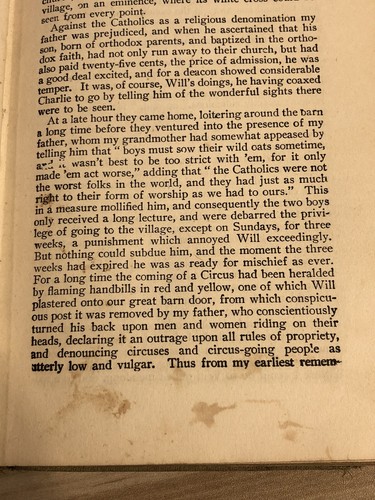 village, on an eminence, where its white cross could be
seen from every point.
Against the Catholics as a religious denomination my
father was prejudiced, and when he ascertained that his
son, born of orthodox parents, and baptized in the ortho-
dox faith, had not only run away to their church, but had
also paid twenty-five cents, the price of admission, he was
a good deal excited, and for a deacon showed considerable
temper. It was, of course, Will's doings, he having coaxed
Charlie to go by telling him of the wonderful sights there
were to be seen.
At a late hour they came home, loitering around the barn
a long time before they ventured into the presence of my
father, whom my grandmother had somewhat appeased by
telling him that " boys must sow their wild oats sometime,
and it wasn't best to be too strict with 'em, for it only
made 'em act worse," adding that " the Catholics were not
the worst folks in the world, and they had just as much
right to their form of worship as we had to ours." This
in a measure mollified him, and consequently the two boys
only received a long lecture, and were debarred the privi-
lege of going to the village, except on Sundays, for three
weeks, a punishment which annoyed Will exceedingly.
But nothing could subdue him, and the moment the three
weeks had expired he was as ready for mischief as ever.
For a long time the coming of a Circus had been heralded
by flaming handbills in red and yellow, one of which Will
plastered onto our great barn door, from which conspicu-
ous post it was removed by my father, who conscientiously
turned his back upon men and women riding on their
heads, declaring it an outrage upon all rules of propriety,
and denouncing circuses and circus-going people as
utterly low and vulgar. Thus from my earliest remem-